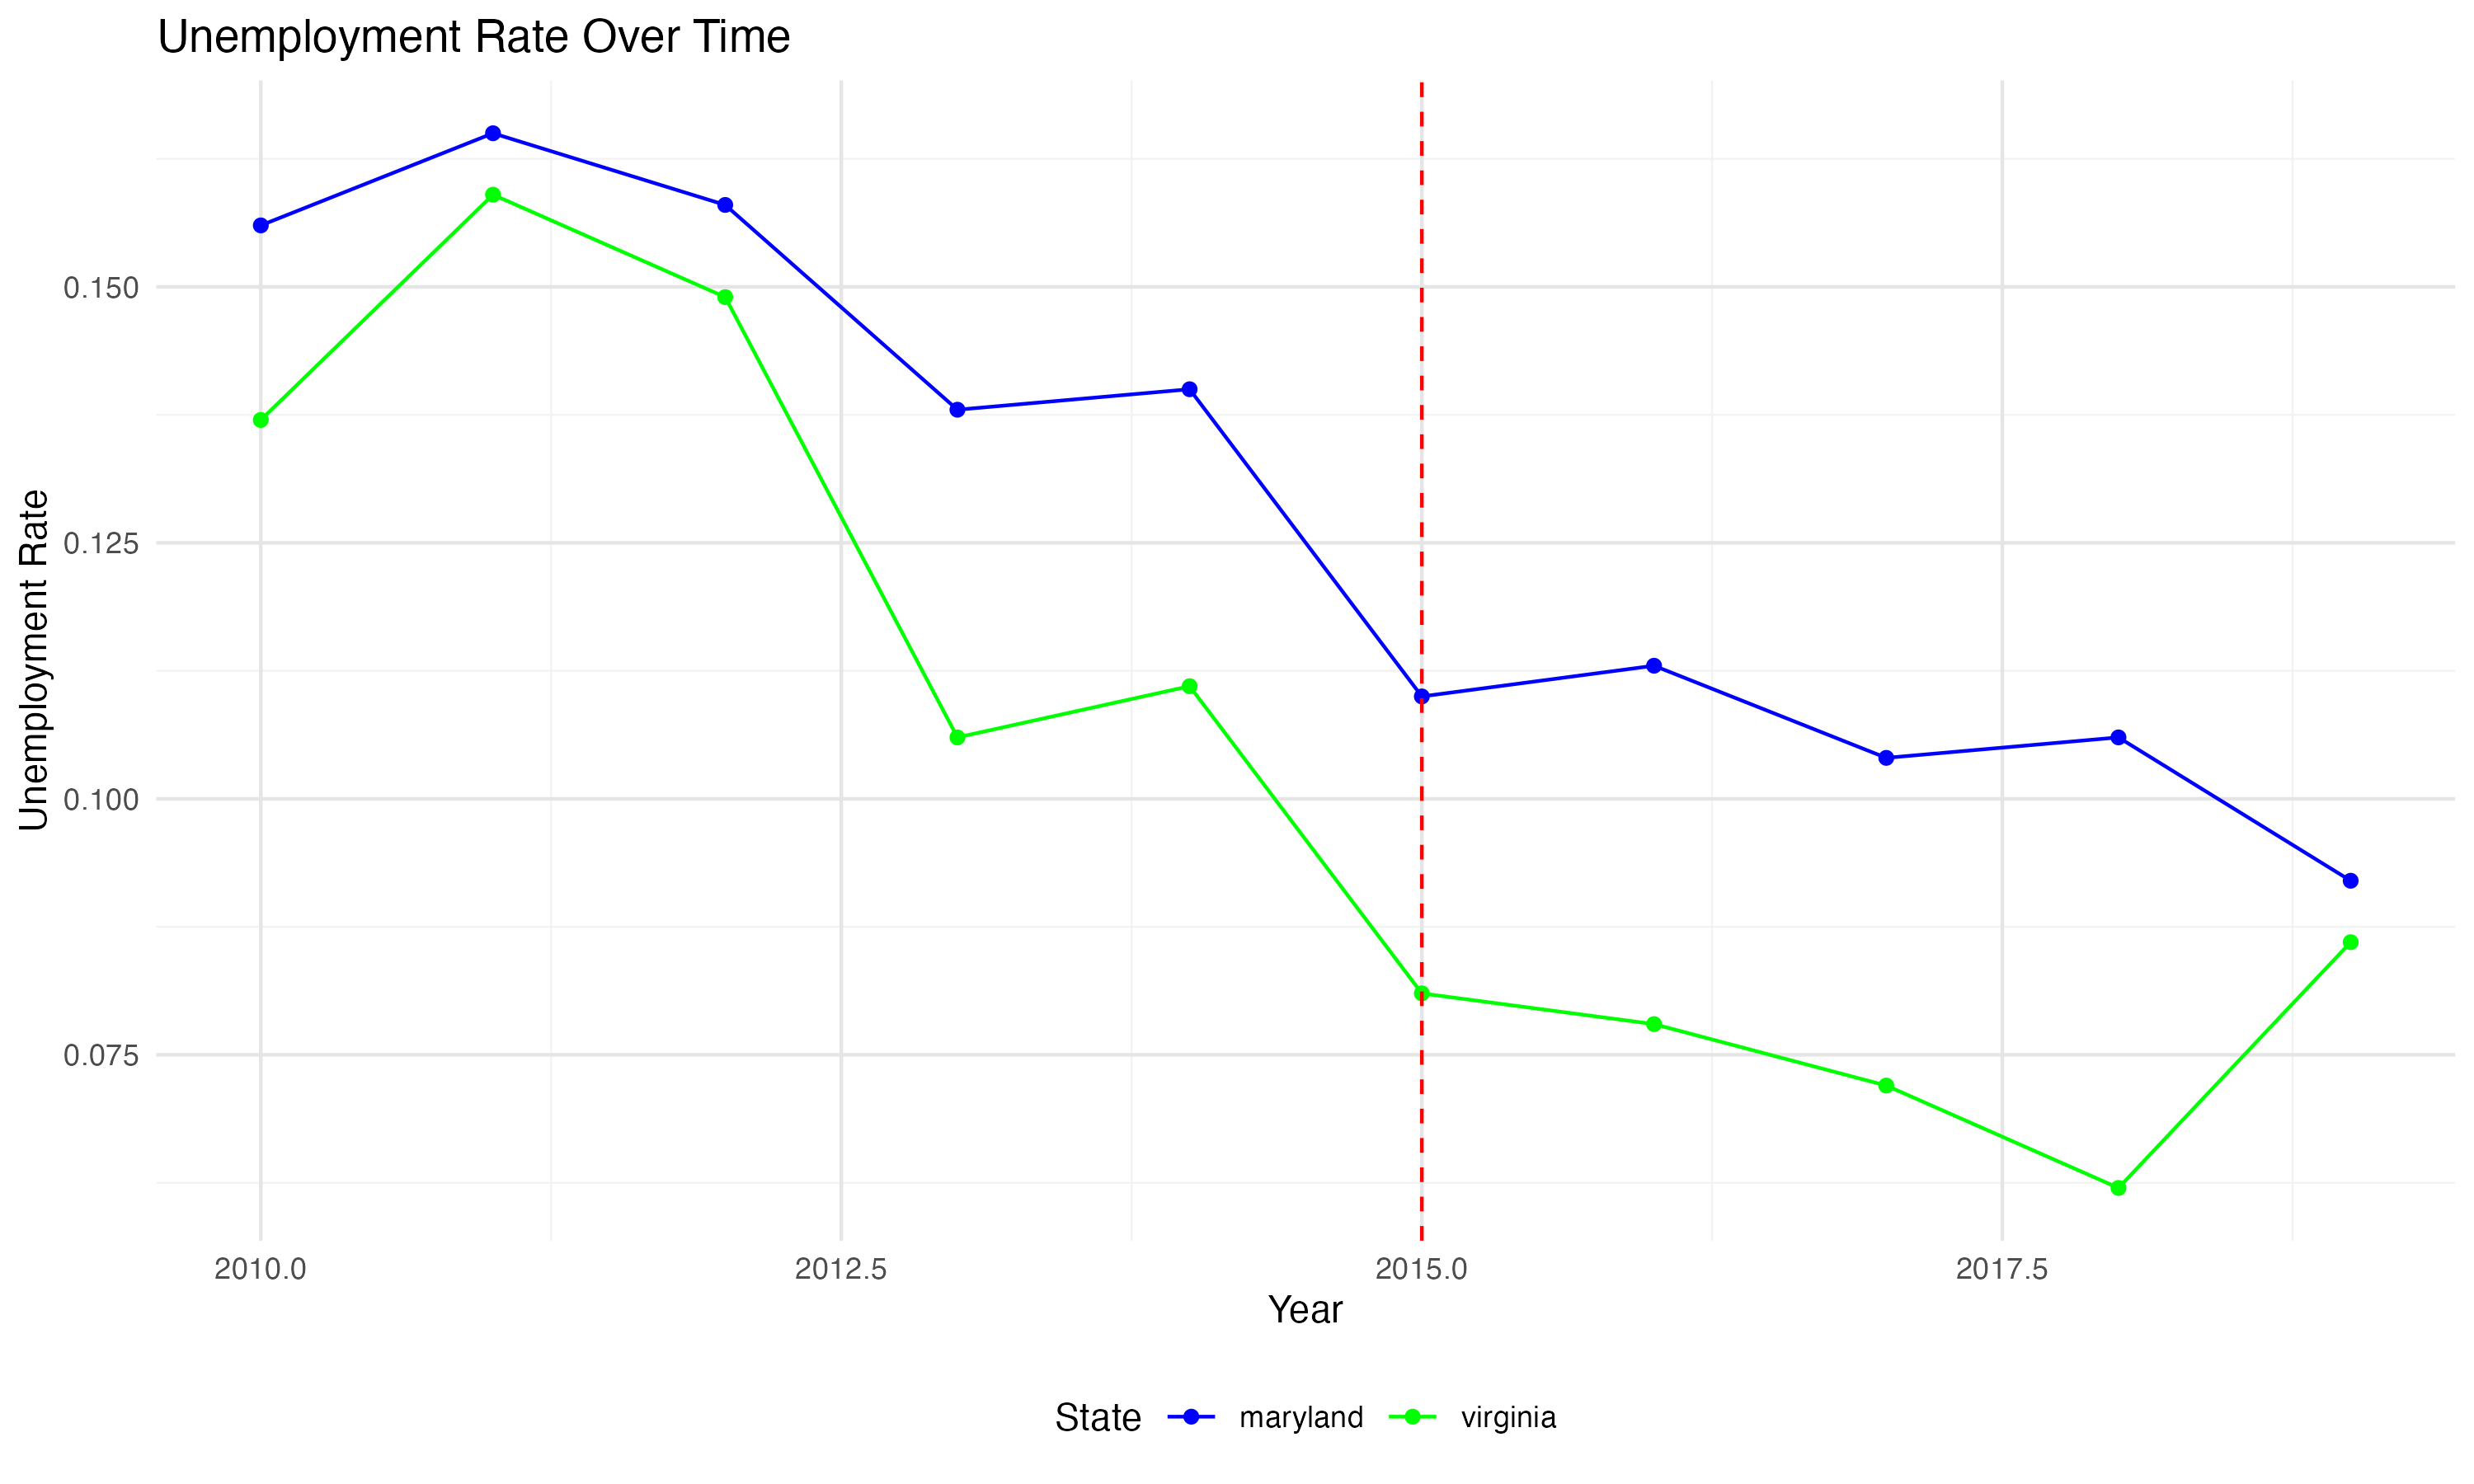 Unemployment Rate Over Time
Unemployment Rate
0.150
0.125
0.100
0.075
2010.0 2012.5 2015.0 2017.5
Year
State maryland virginia